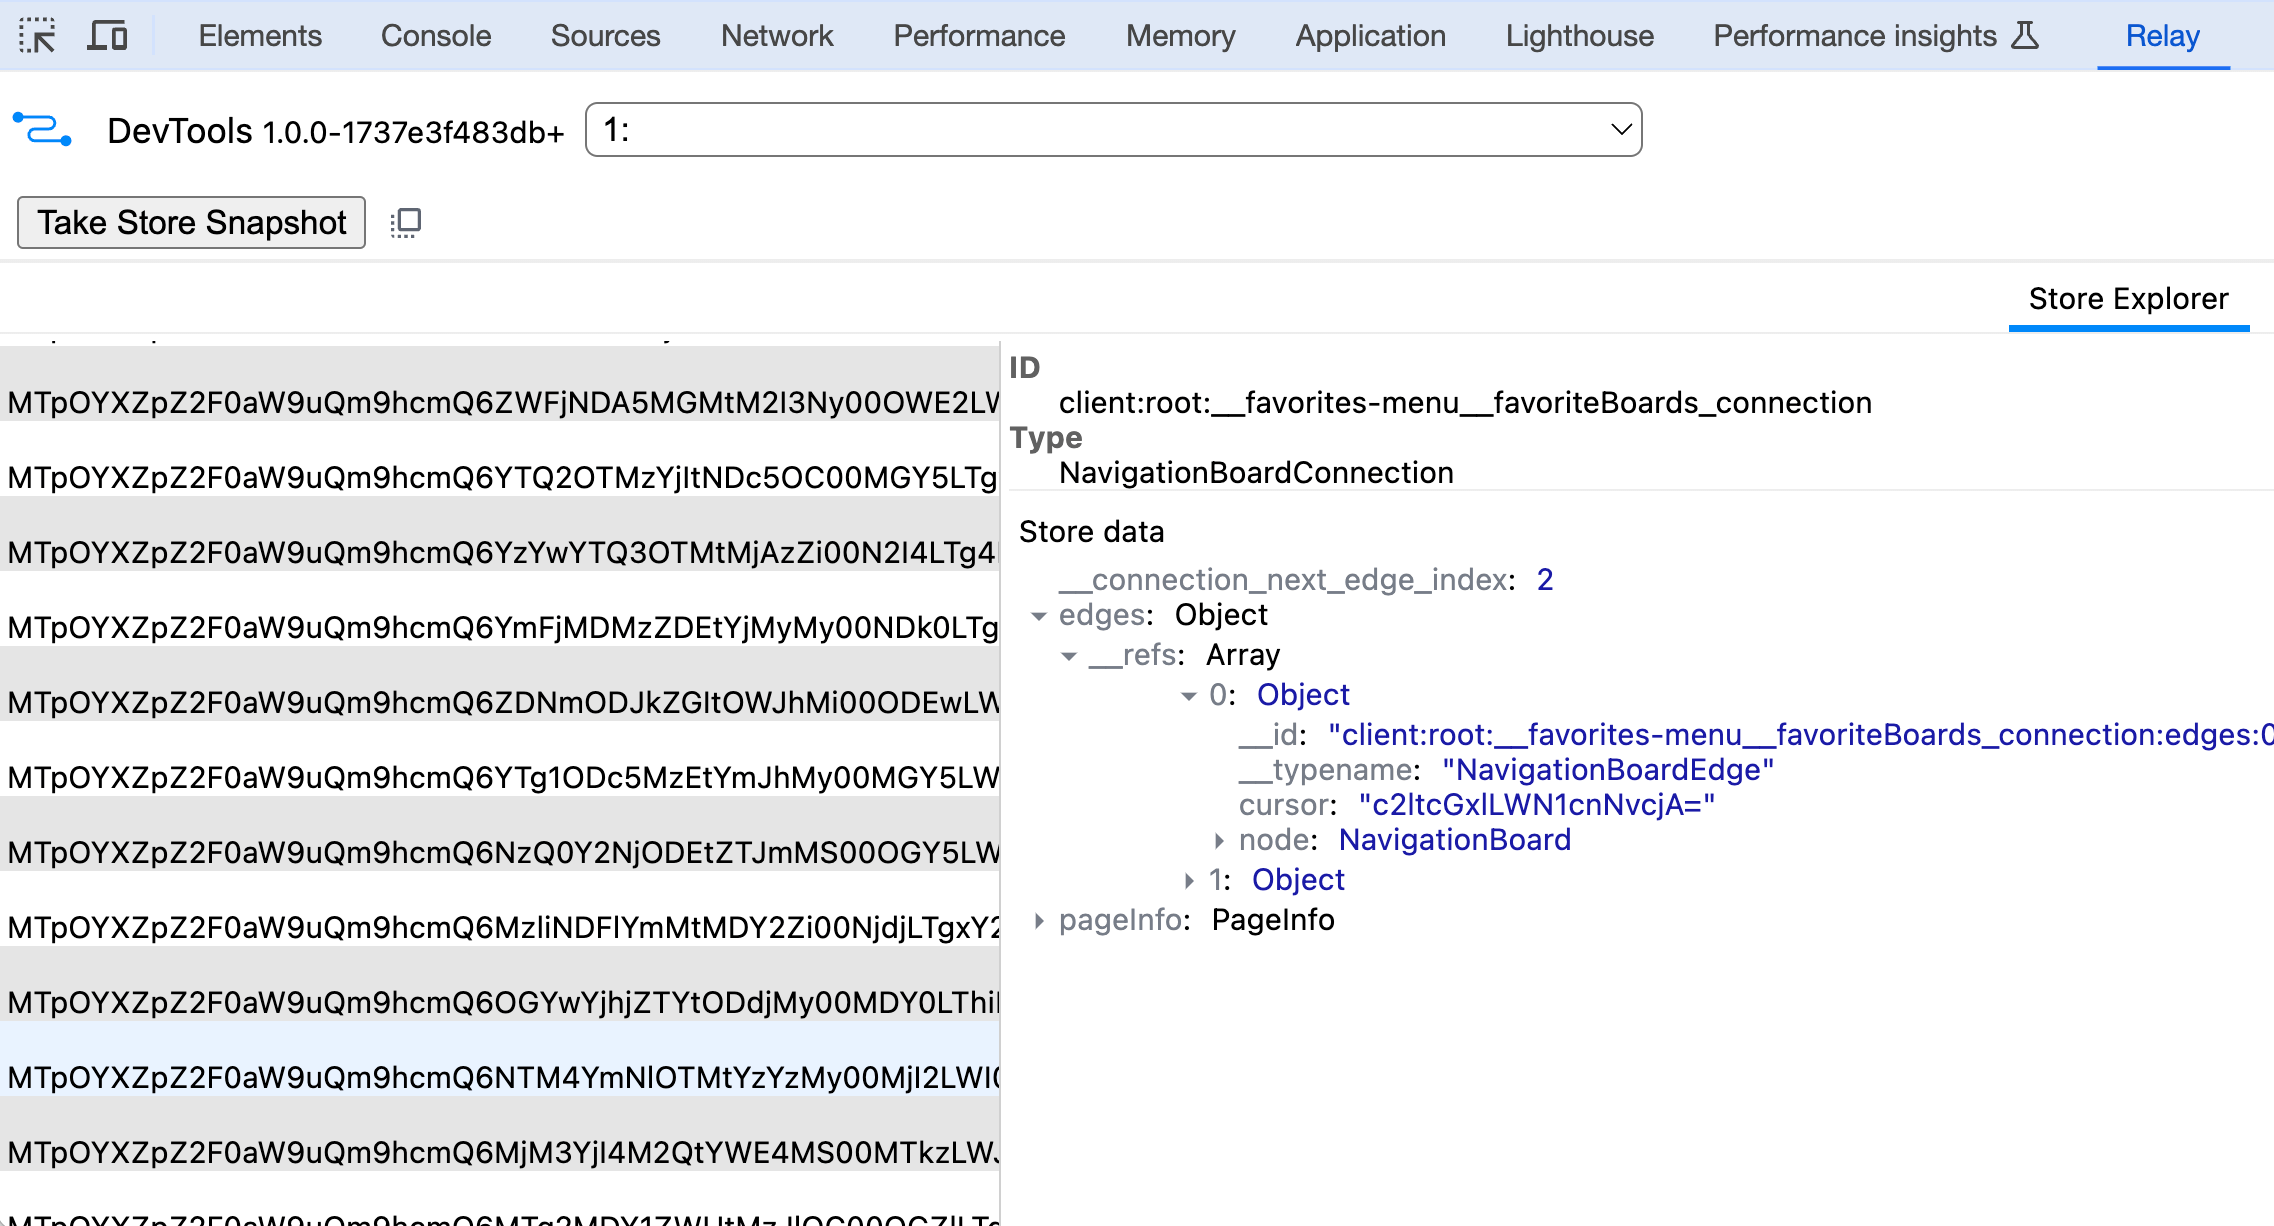 Elements Console Sources Network Performance Memory Application Lighthouse Performance insights Relay
DevTools 1.0.0-1737e3f483db+ 1:
Take Store Snapshot
Store Explorer
MTpOYXZpZ2F0aW9uQm9hcmQ6ZWFjNDA5MGMtM2I3Ny00OWE2LW
MTpOYXZpZ2F0aW9uQm9hcmQ6YTQ2OTMzYjItNDc5OC00MGY5LTg
MTpOYXZpZ2F0aW9uQm9hcmQ6YzYwYTQ3OTMtMjAzZi00N2I4LTg4
MTpOYXZpZ2F0aW9uQm9hcmQ6YmFjMDMzZDEtYjMyMy00NDk0LTg
MTpOYXZpZ2F0aW9uQm9hcmQ6ZDNmODJkZGItOWJhMi00ODEwLW
MTpOYXZpZ2F0aW9uQm9hcmQ6YTg1ODc5MzEtYmJhMy00MGY5LW
MTpOYXZpZ2F0aW9uQm9hcmQ6NzQ0Y2NjODEtZTJmMS00OGY5LW
MTpOYXZpZ2F0aW9uQm9hcmQ6MzliNDFlYmMtMDY2Zi00NjdjLTgxY2
MTpOYXZpZ2F0aW9uQm9hcmQ6OGYwYjhjZTYtODdjMy00MDY0LThi
MTpOYXZpZ2F0aW9uQm9hcmQ6NTM4YmNlOTMtYzYzMy00MjI2LWI
MTpOYXZpZ2F0aW9uQm9hcmQ6MjM3YjI4M2QtYWE4MS00MTkzLW
ID
client:root:__favorites-menu__favoriteBoards_connection
Type
NavigationBoardConnection
Store data
__connection_next_edge_index: 2
edges: Object
__refs: Array
0: Object
__id: "client:root:__favorites-menu__favoriteBoards_connection:edges:0
__typename: "NavigationBoardEdge"
cursor: "c2ltcGxlLWN1cnNvcjA="
node: NavigationBoard
1: Object
pageInfo: PageInfo